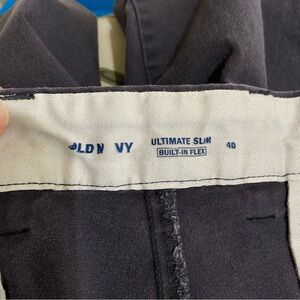 OLD N VY
ULTIMATE SLIM
BUILT-IN FLEX
40